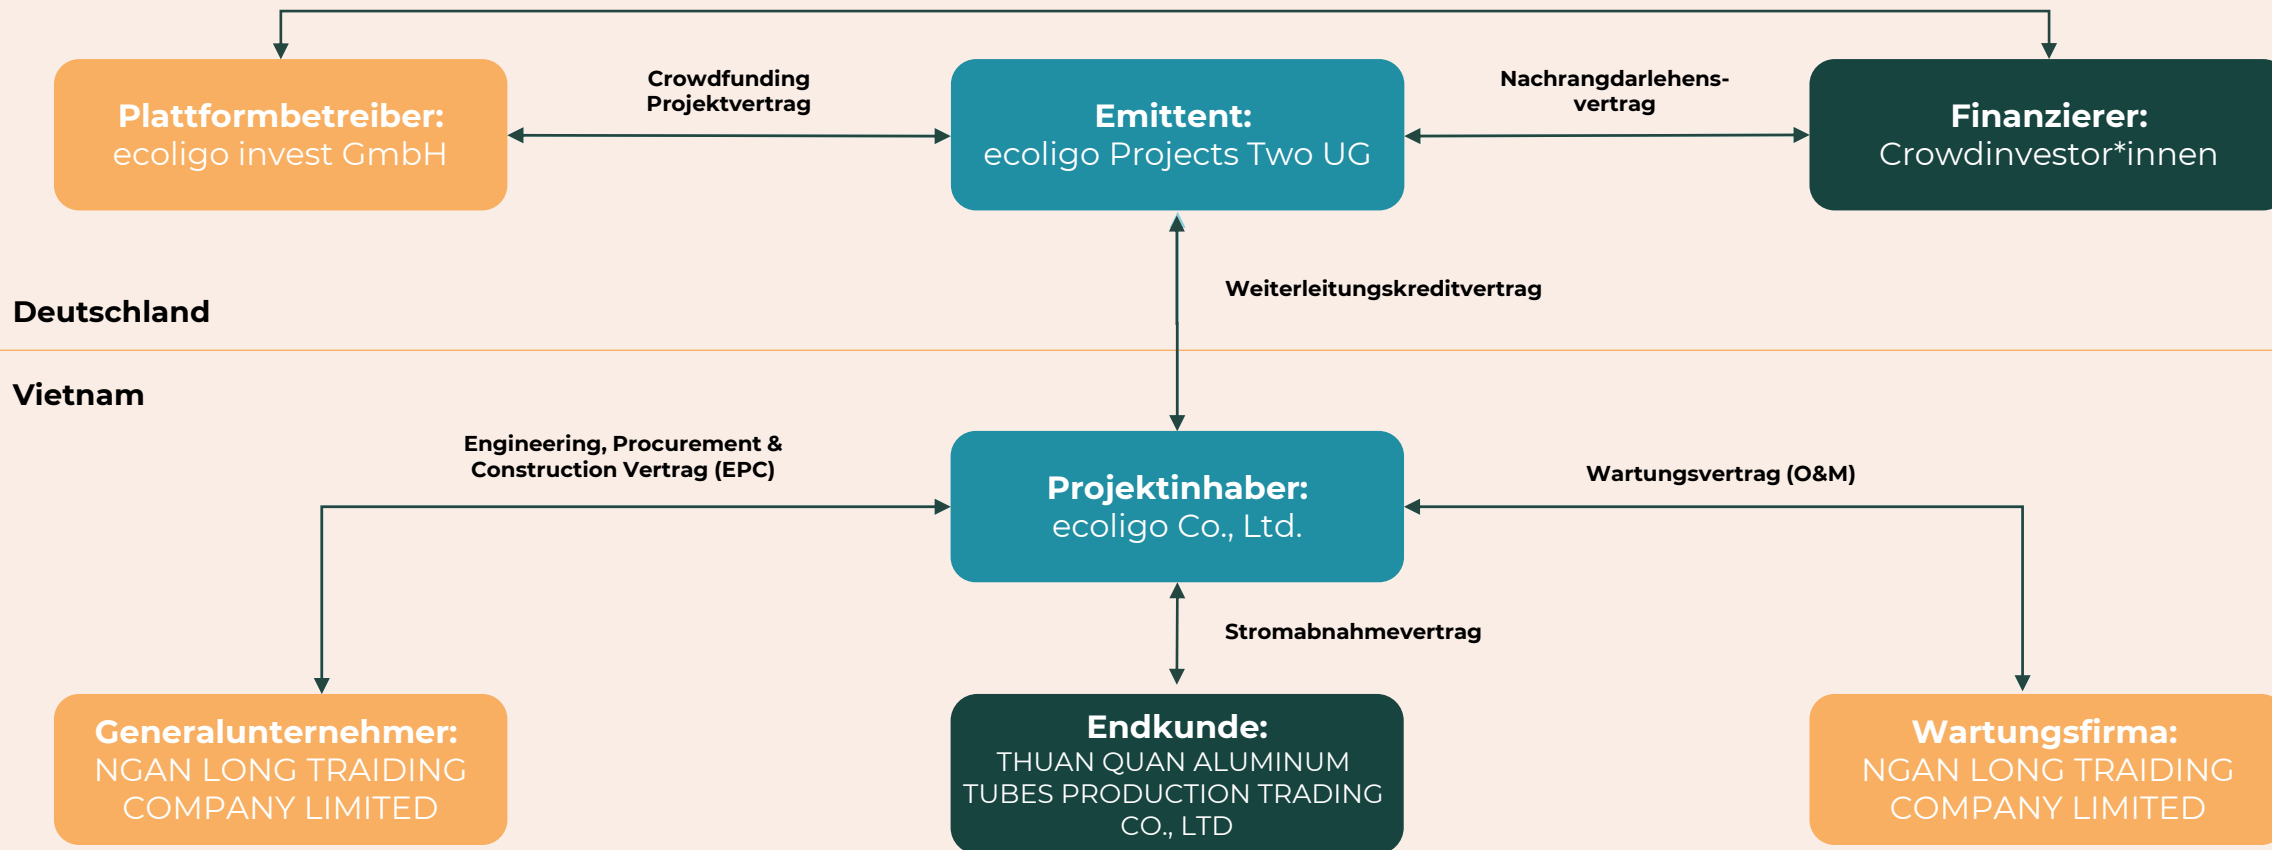 Crowdfunding
Projektvertrag
Nachrangdarlehens-
vertrag
Plattformbetreiber:
ecoligo invest GmbH
Emittent:
ecoligo Projects Two UG
Finanzierer:
Crowdinvestor*innen
Weiterleitungskreditvertrag
Deutschland
Vietnam
Engineering, Procurement &
Construction Vertrag (EPC)
Projektinhaber:
ecoligo Co., Ltd.
Wartungsvertrag (O&M)
Stromabnahmevertrag
Generalunternehmer:
NGAN LONG TRAIDING
COMPANY LIMITED
Endkunde:
THUAN QUAN ALUMINUM
TUBES PRODUCTION TRADING
CO., LTD
Wartungsfirma:
NGAN LONG TRAIDING
COMPANY LIMITED